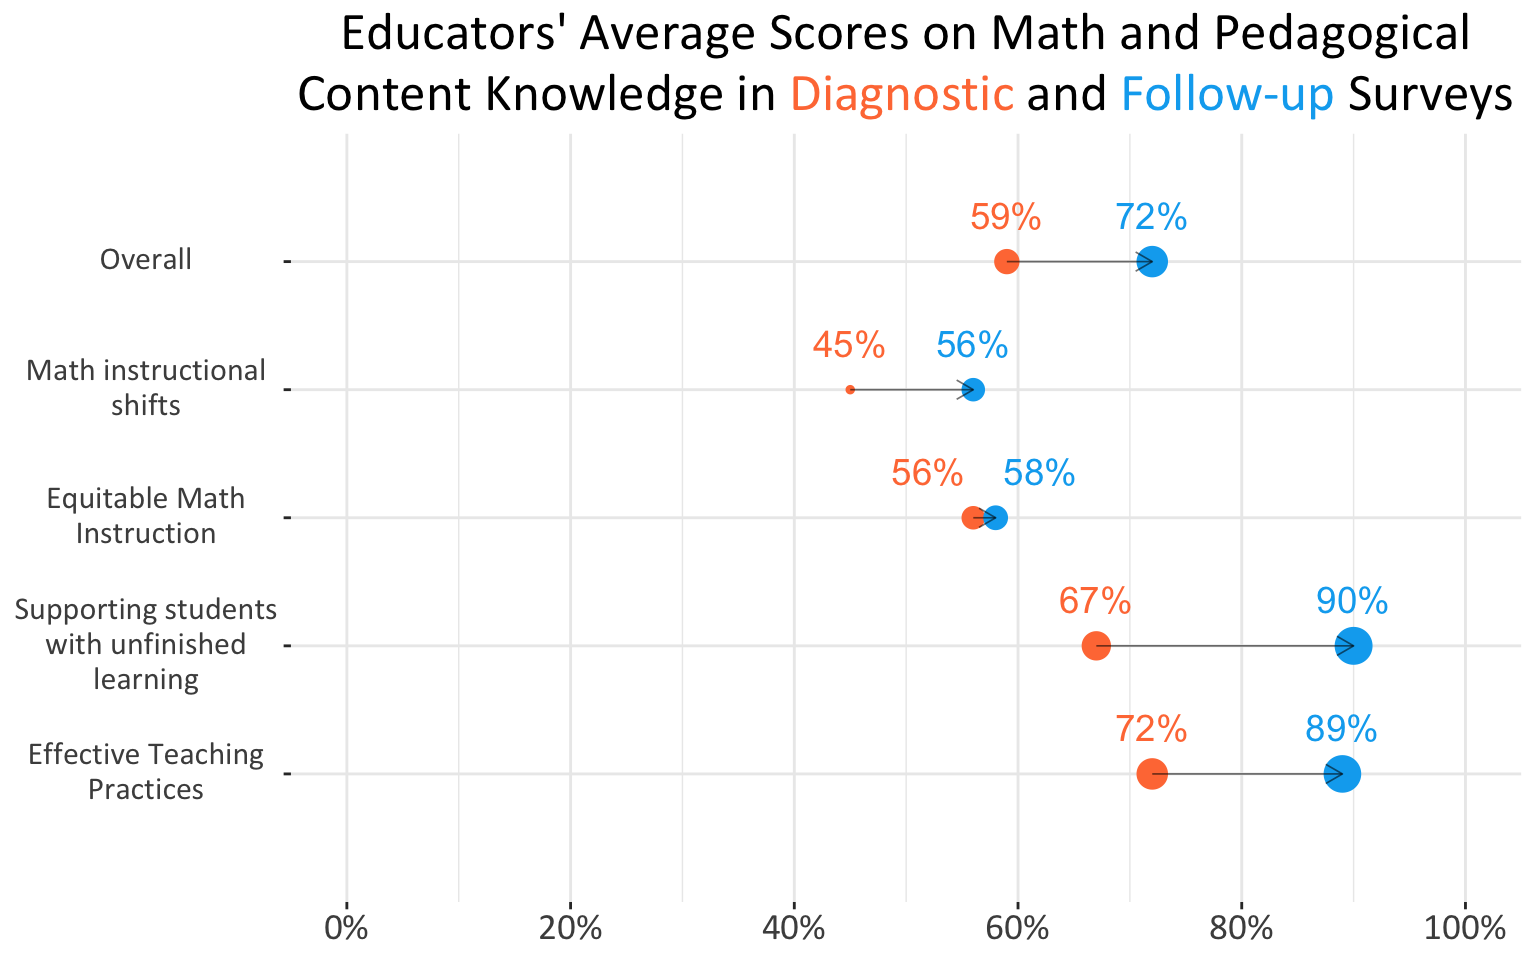 Educators' Average Scores on Math and Pedagogical
Content Knowledge in Diagnostic and Follow-up Surveys
59% 72%
Overall
45% 56%
Math instructional
shifts
56% 58%
Equitable Math
Instruction
67% 90%
Supporting students
with unfinished
learning
72% 89%
Effective Teaching
Practices
0% 20% 40% 60% 80% 100%